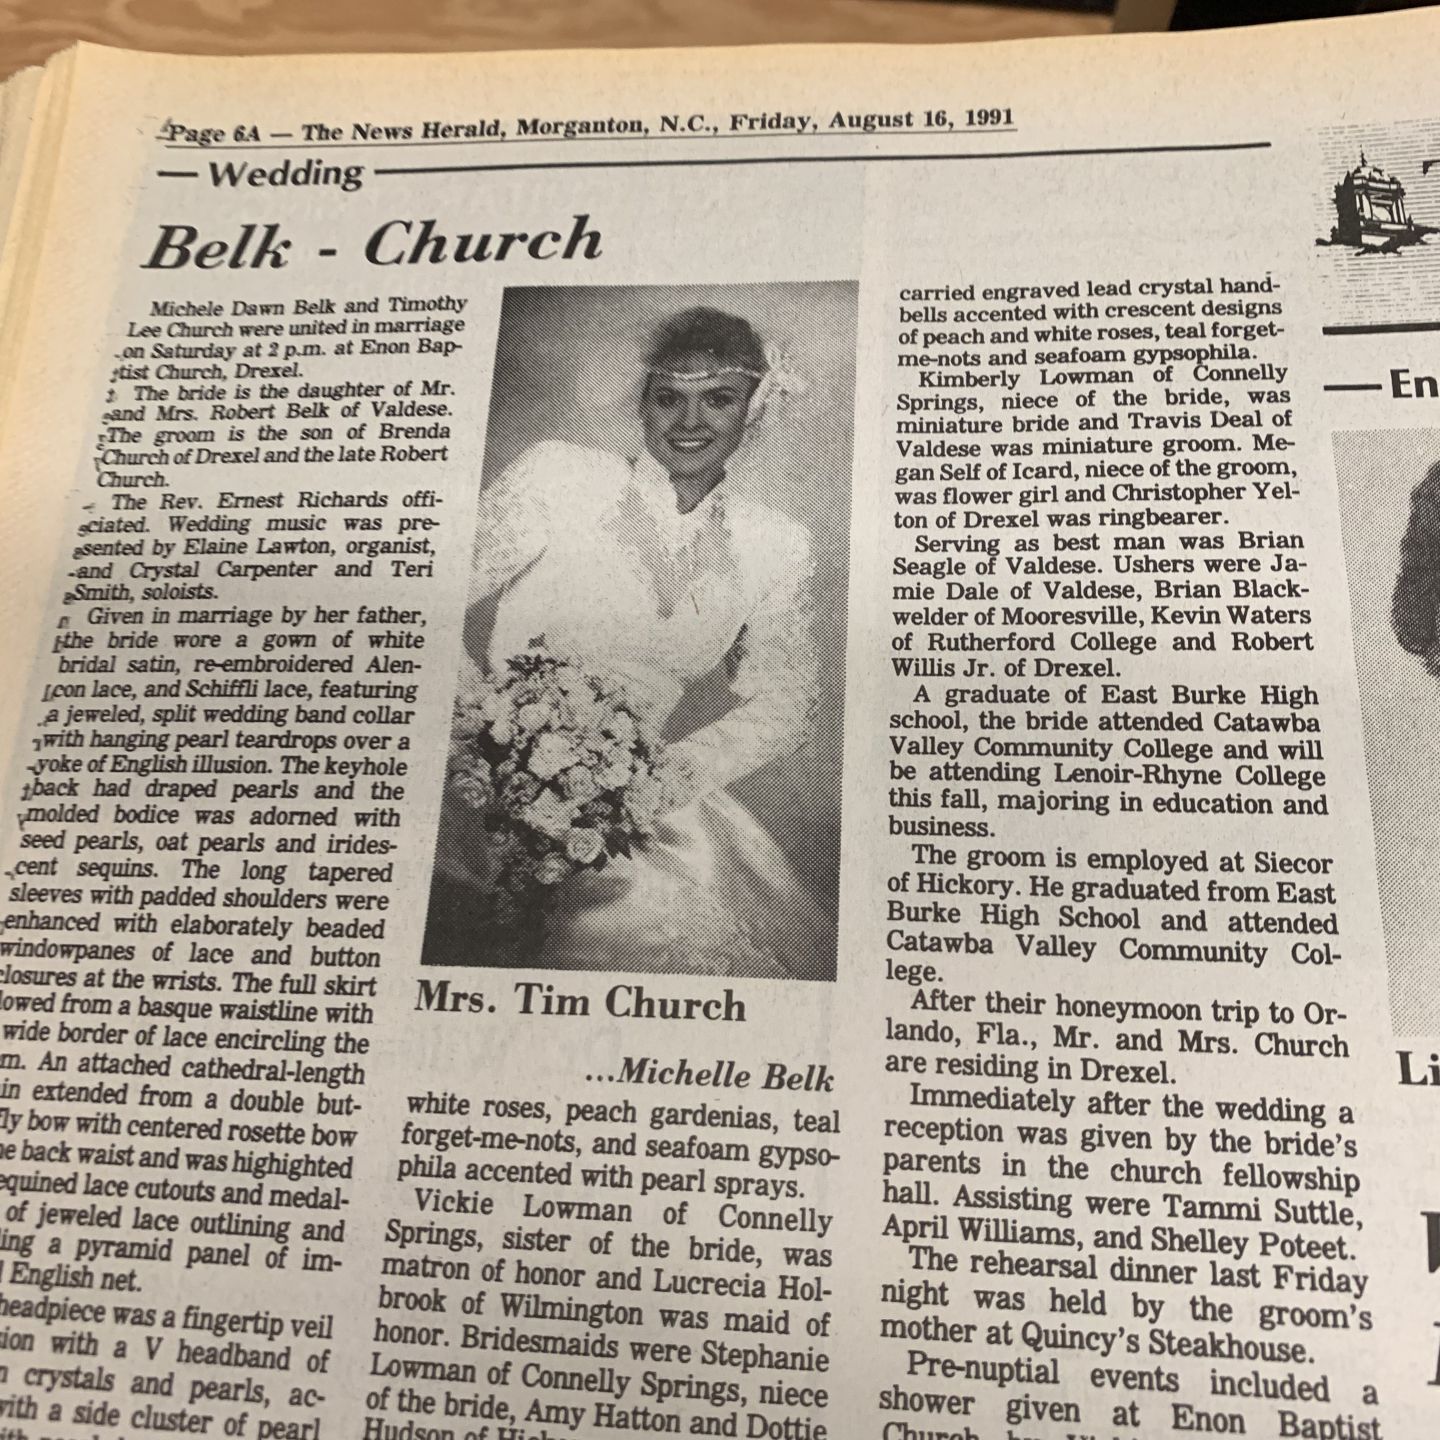 Page 6A — The News Herald, Morganton, N.C., Friday, August 16, 1991
Wedding
Belk - Church
Michele Dawn Belk and Timothy
Lee Church were united in marriage
on Saturday at 2 p.m. at Enon Bap-
tist Church, Drexel.
The bride is the daughter of Mr.
and Mrs. Robert Belk of Valdese.
The groom is the son of Brenda
Church of Drexel and the late Robert
Church.
The Rev. Ernest Richards offi-
ciated. Wedding music was pre-
sented by Elaine Lawton, organist,
and Crystal Carpenter and Teri
Smith, soloists.
Given in marriage by her father,
the bride wore a gown of white
bridal satin, re-embroidered Alen-
con lace, and Schiffli lace, featuring
a jeweled, split wedding band collar
with hanging pearl teardrops over a
yoke of English illusion. The keyhole
back had draped pearls and the
molded bodice was adorned with
seed pearls, oat pearls and irides-
cent sequins. The long tapered
sleeves with padded shoulders were
enhanced with elaborately beaded
windowpanes of lace and button
closures at the wrists. The full skirt
lowed from a basque waistline with
wide border of lace encircling the
m. An attached cathedral-length
in extended from a double but-
fly bow with centered rosette bow
he back waist and was highighted
equined lace cutouts and medal-
of jeweled lace outlining and
ing a pyramid panel of im-
English net.
headpiece was a fingertip veil
sion with a V headband of
n crystals and pearls, ac-
with a side cluster of pearl
Mrs. Tim Church
...Michelle Belk
white roses, peach gardenias, teal
forget-me-nots, and seafoam gypso-
phila accented with pearl sprays.
Vickie Lowman of Connelly
Springs, sister of the bride, was
matron of honor and Lucrecia Hol-
brook of Wilmington was maid of
honor. Bridesmaids were Stephanie
Lowman of Connelly Springs, niece
of the bride, Amy Hatton and Dottie
Hudson of
carried engraved lead crystal hand-
bells accented with crescent designs
of peach and white roses, teal forget-
me-nots and seafoam gypsophila.
Kimberly Lowman of Connelly
Springs, niece of the bride, was
miniature bride and Travis Deal of
Valdese was miniature groom. Me-
gan Self of Icard, niece of the groom,
was flower girl and Christopher Yel-
ton of Drexel was ringbearer.
Serving as best man was Brian
Seagle of Valdese. Ushers were Ja-
mie Dale of Valdese, Brian Black-
welder of Mooresville, Kevin Waters
of Rutherford College and Robert
Willis Jr. of Drexel.
A graduate of East Burke High
school, the bride attended Catawba
Valley Community College and will
be attending Lenoir-Rhyne College
this fall, majoring in education and
business.
The groom is employed at Siecor
of Hickory. He graduated from East
Burke High School and attended
Catawba Valley Community Col-
lege.
After their honeymoon trip to Or-
lando, Fla., Mr. and Mrs. Church
are residing in Drexel.
Immediately after the wedding a
reception was given by the bride's
parents in the church fellowship
hall. Assisting were Tammi Suttle,
April Williams, and Shelley Poteet.
The rehearsal dinner last Friday
night was held by the groom's
mother at Quincy's Steakhouse.
Pre-nuptial events included a
shower given at Enon Baptist
Church
En
Li